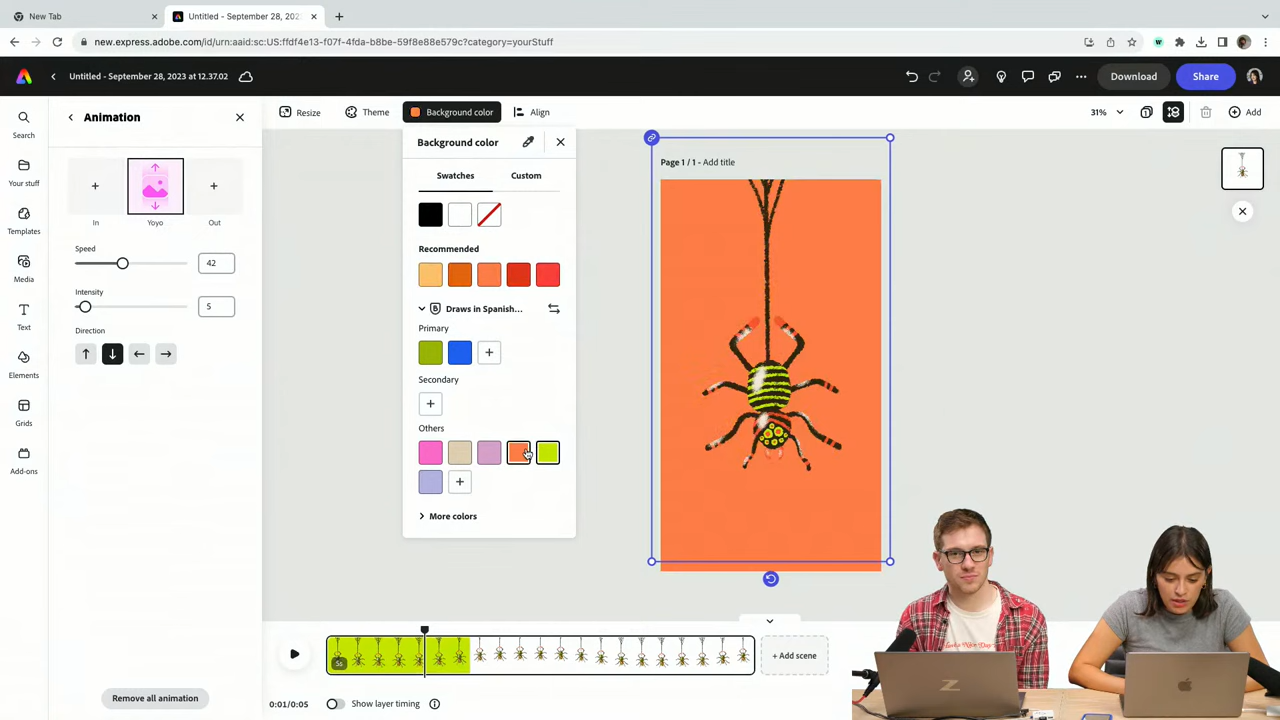 New Tab
Untitled - September 28, 202
new.express.adobe.com/id/urn:aaid:sc:US:ffdf4e13-f07f-4fda-b8be-59f8e88e579c?category=yourStuff
Untitled - September 28, 2023 at 12.37.02
Download
Share
Search
Your stuff
Templates
Media
Text
Elements
Grids
Add-ons
Animation
In
Yoyo
Out
Speed
42
Intensity
5
Direction
Remove all animation
Resize
Theme
Background color
Align
31%
Add
Background color
Swatches
Custom
Recommended
Draws in Spanish...
Primary
Secondary
Others
More colors
Page 1 / 1 - Add title
5s
+ Add scene
0:01/0:05
Show layer timing